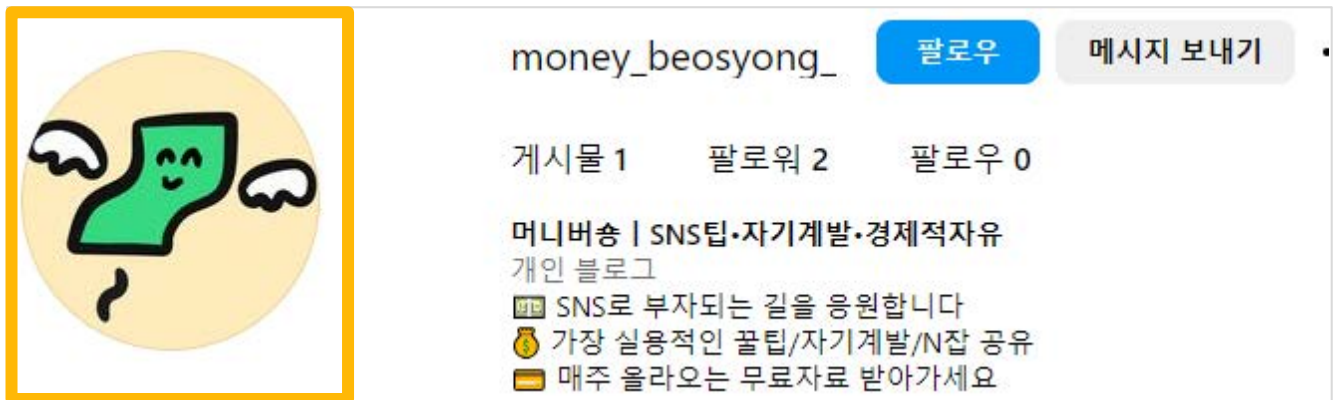 money_beosyong_ 팔로우 메시지 보내기
게시물 1 팔로워 2 팔로우 0
머니버숑 | SNS팁•자기계발•경제적자유
개인 블로그
💵 SNS로 부자되는 길을 응원합니다
💰 가장 실용적인 꿀팁/자기계발/N잡 공유
💳 매주 올라오는 무료자료 받아가세요